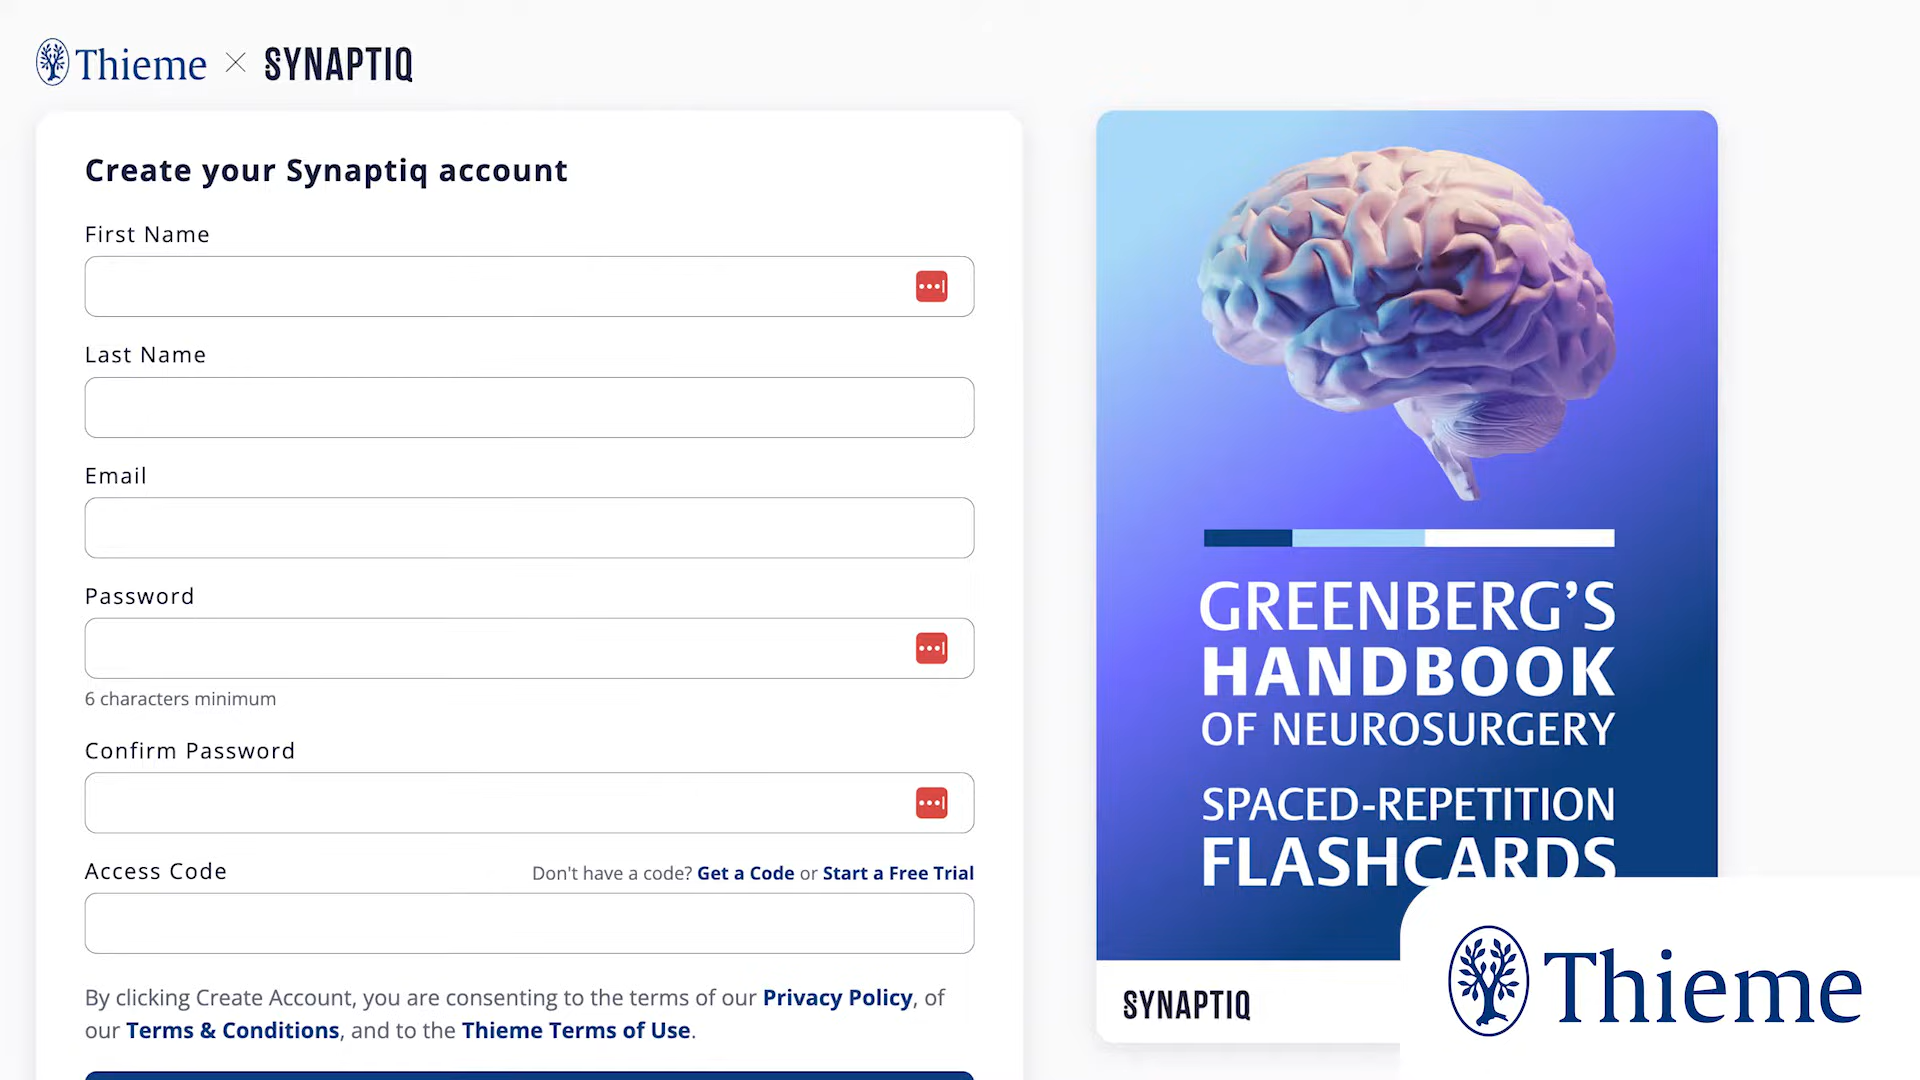 Thieme × SYNAPTIQ
Create your Synaptiq account
First Name
Last Name
Email
Password
6 characters minimum
Confirm Password
Access Code
Don't have a code? Get a Code or Start a Free Trial
By clicking Create Account, you are consenting to the terms of our Privacy Policy, of
our Terms & Conditions, and to the Thieme Terms of Use.
GREENBERG'S
HANDBOOK
OF NEUROSURGERY
SPACED-REPETITION
FLASHCARDS
SYNAPTIQ
Thieme